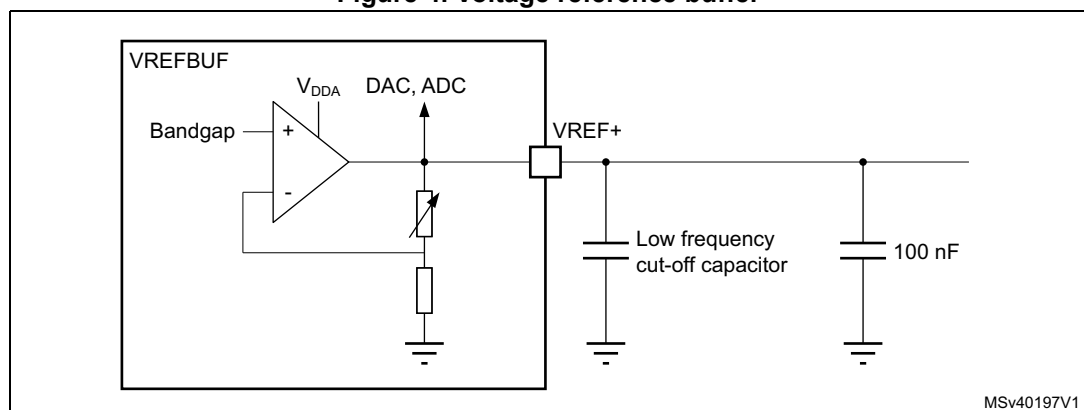 Figure 4. Voltage reference buffer
VREFBUF
VDDA
DAC, ADC
Bandgap
+
-
VREF+
Low frequency
cut-off capacitor
100 nF
MSv40197V1